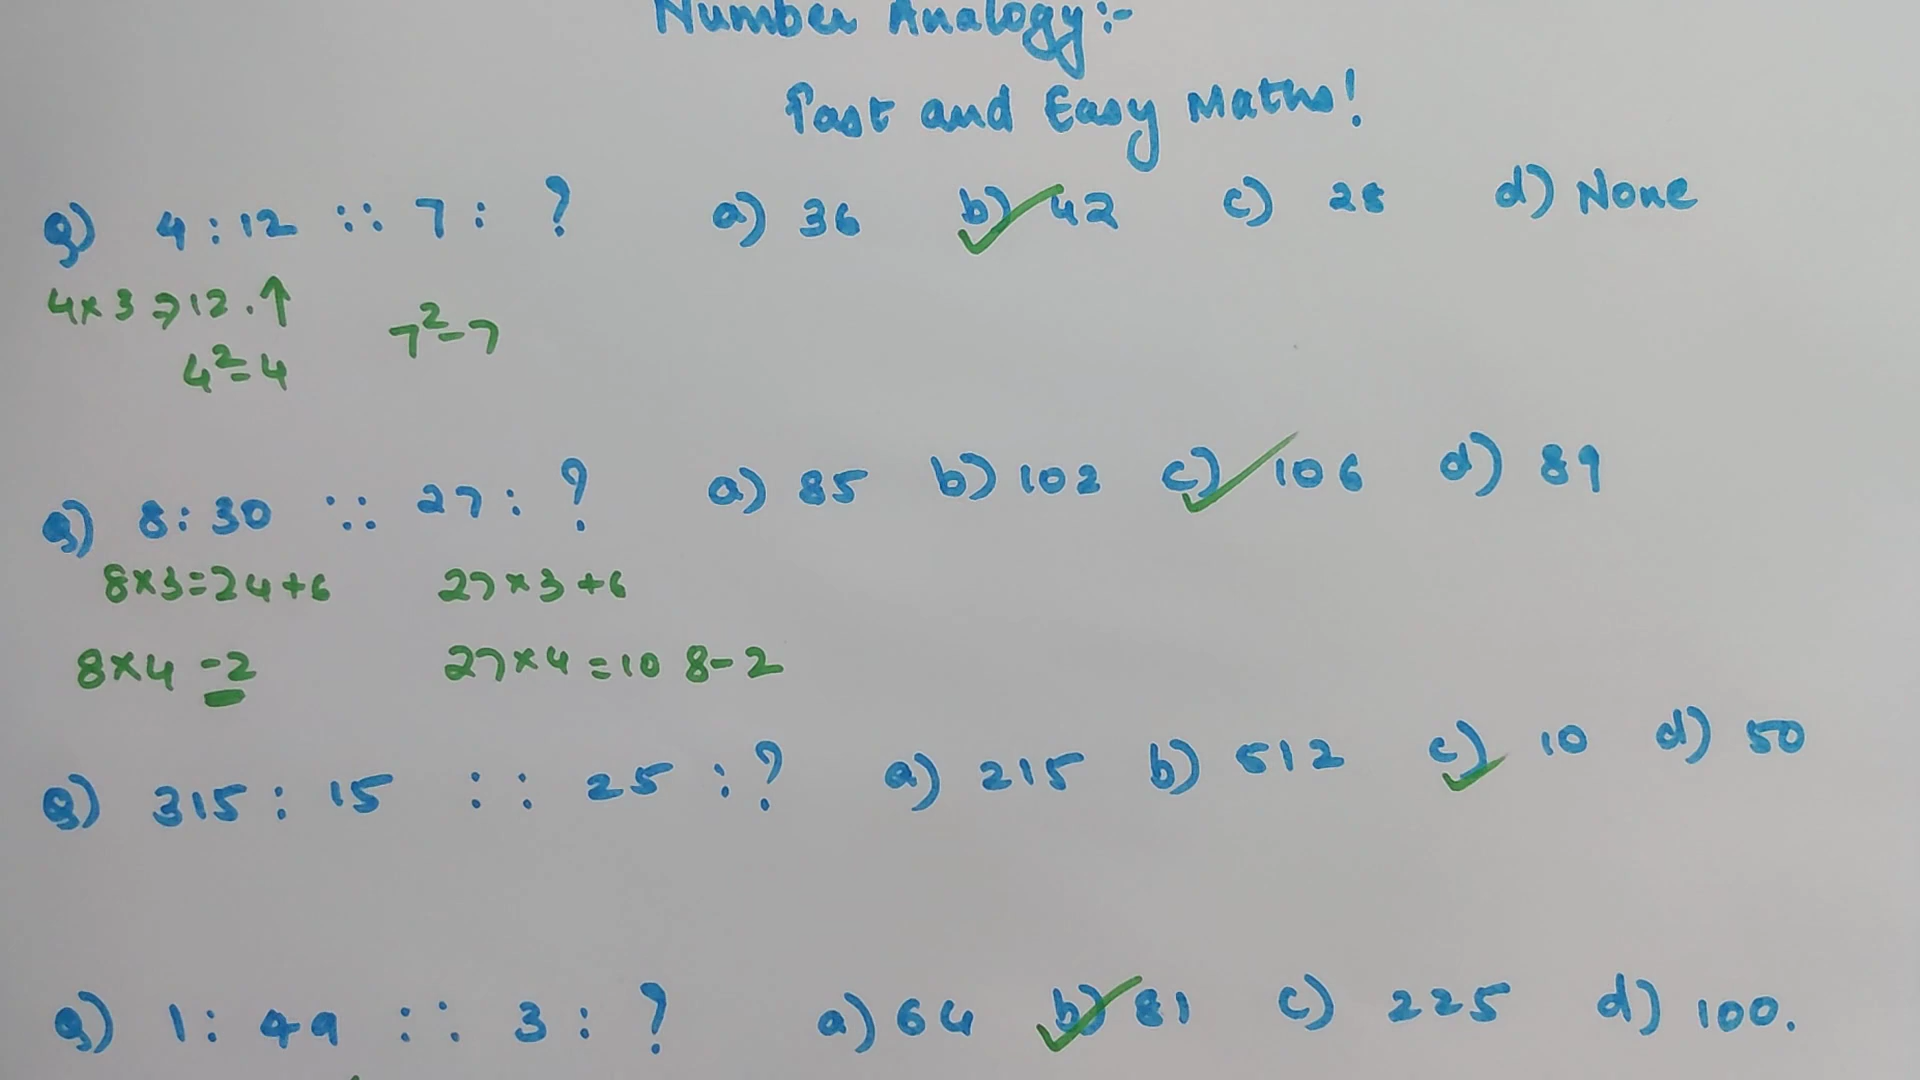 Number Analogy:-
Fast and Easy Maths!
Q) 4 : 12 :: 7 : ? a) 36 b) 42 c) 28 d) None
4×3 ⇒ 12. ↑
4²-4 7²-7
Q) 8 : 30 :: 27 : ? a) 85 b) 102 c) 106 d) 89
8×3=24+6 27×3+6
8×4-2 27×4=108-2
Q) 315 : 15 :: 25 : ? a) 215 b) 512 c) 10 d) 50
Q) 1 : 49 :: 3 : ? a) 64 b) 81 c) 225 d) 100.